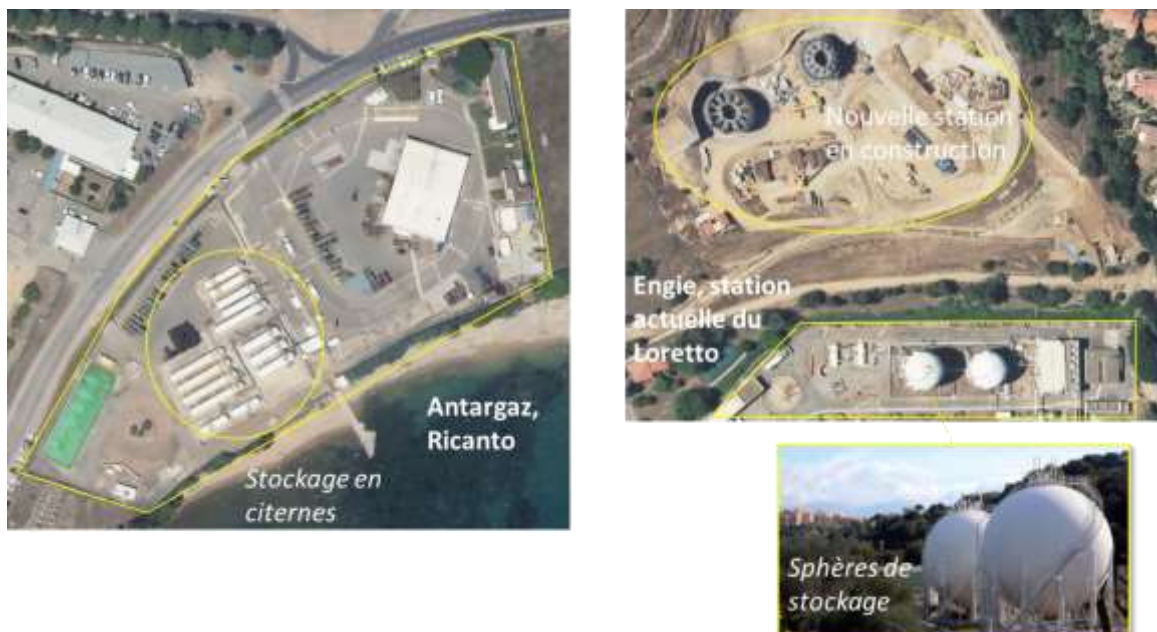 Antargaz,
Ricanto
Stockage en
citernes
Nouvelle station
en construction
Engie, station
actuelle du
Loretto
Sphères de
stockage